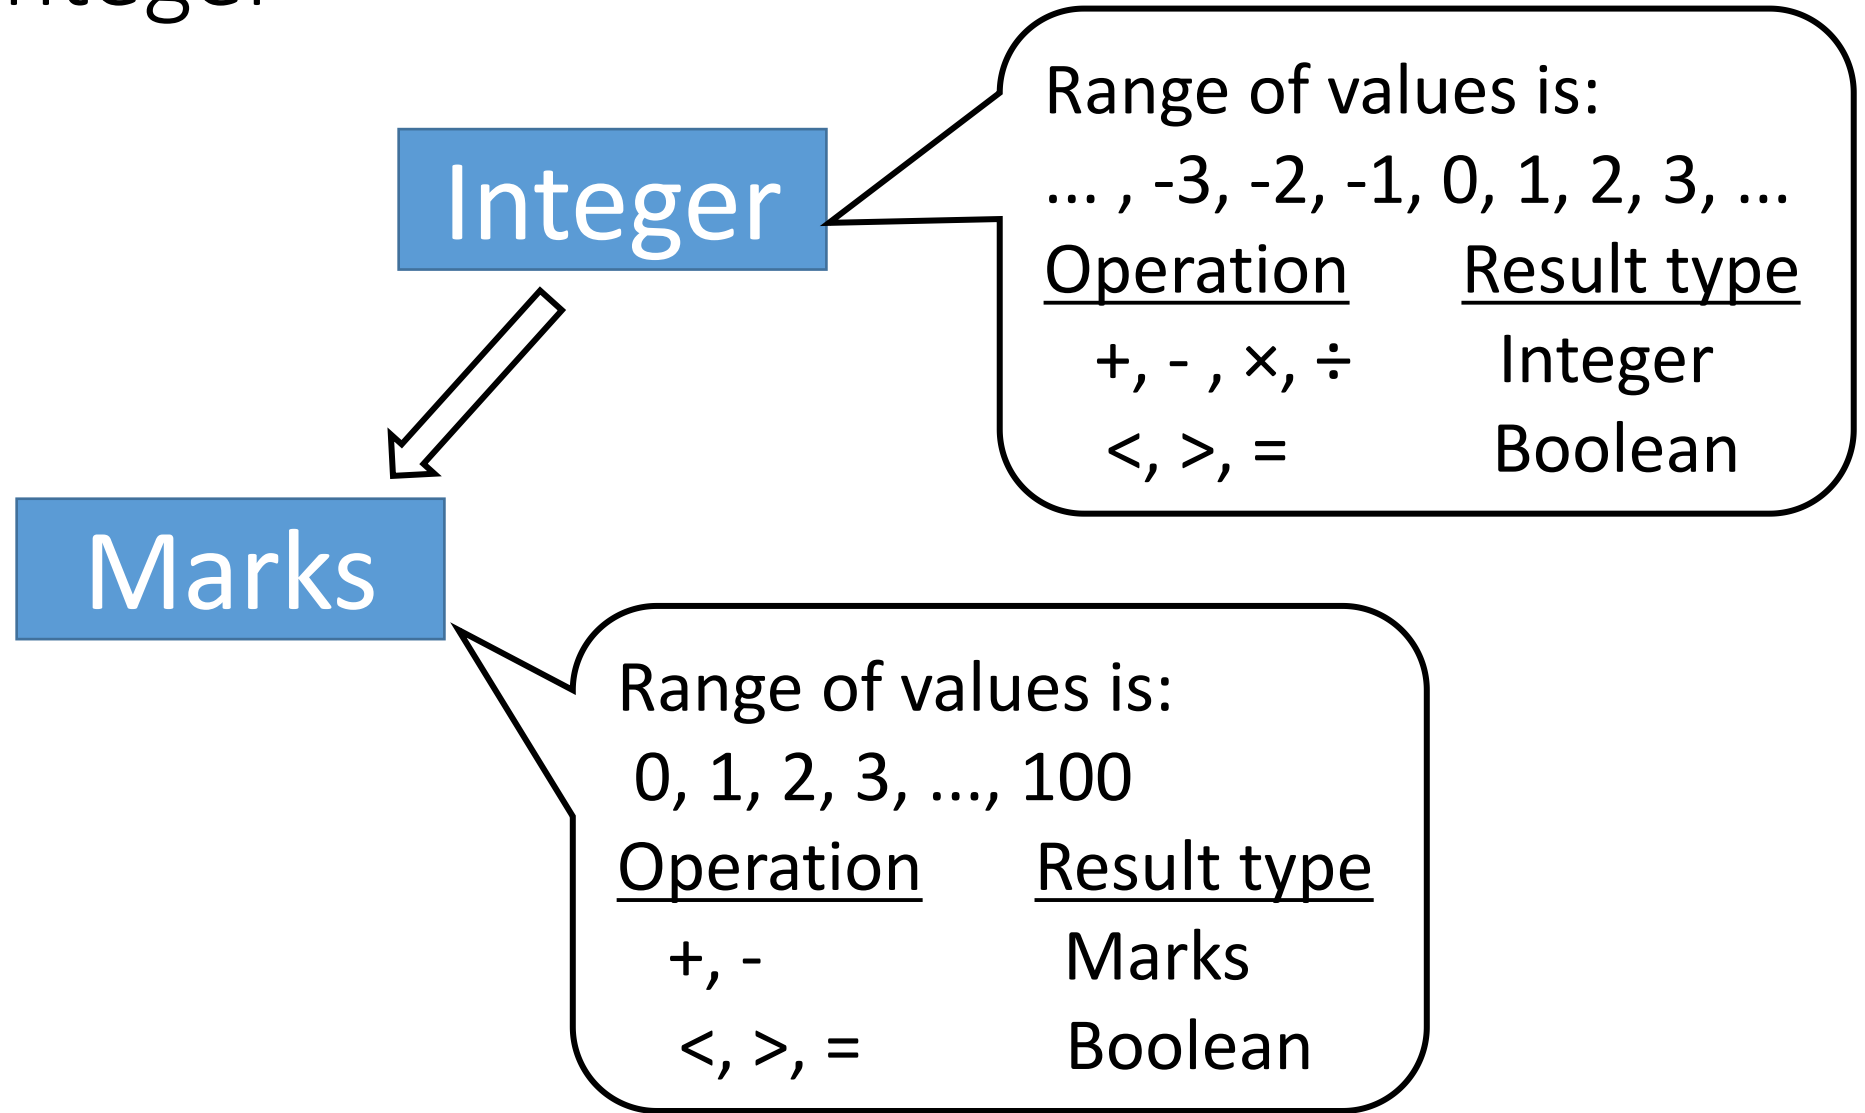 Integer
Range of values is:
... , -3, -2, -1, 0, 1, 2, 3, ...
Operation Result type
+, - , ×, ÷ Integer
<, >, = Boolean
Marks
Range of values is:
0, 1, 2, 3, ..., 100
Operation Result type
+, - Marks
<, >, = Boolean